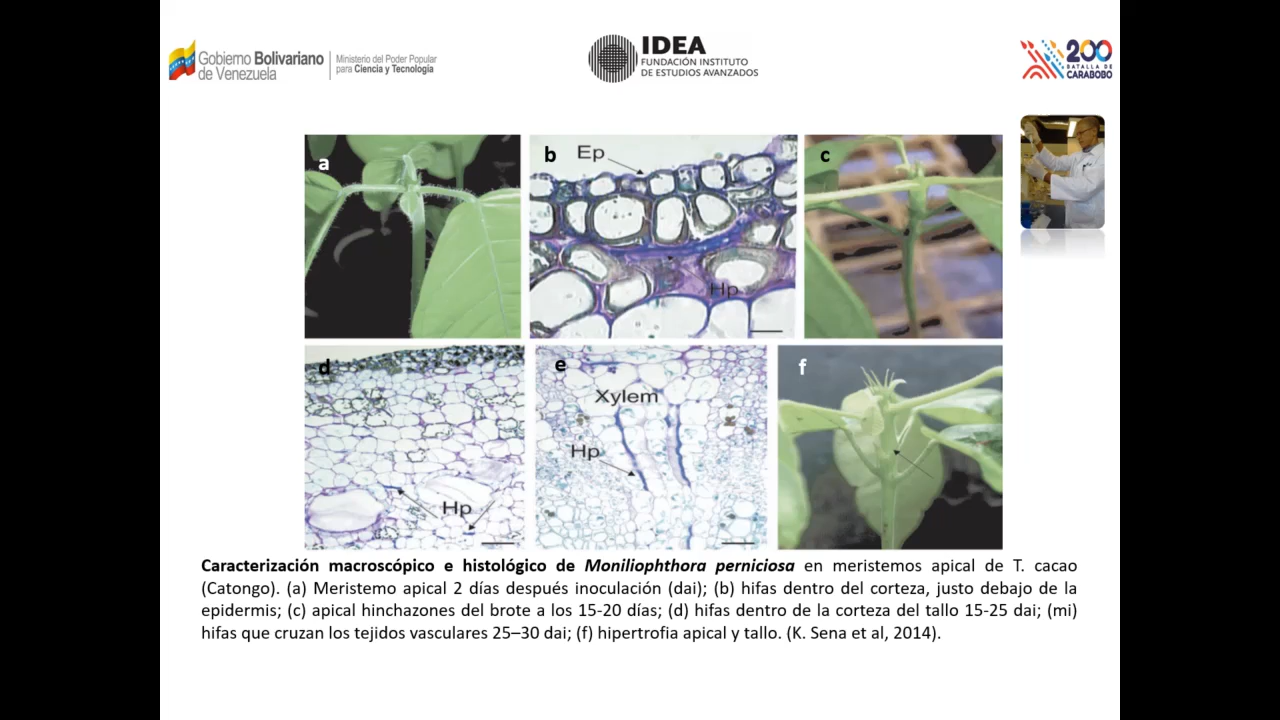 Gobierno Bolivariano
de Venezuela
Ministerio del Poder Popular
para Ciencia y Tecnología
IDEA
FUNDACIÓN INSTITUTO
DE ESTUDIOS AVANZADOS
200
BATALLA DE
CARABOBO
a
b
Ep
Hp
c
d
Hp
e
Xylem
Hp
f
Caracterización macroscópico e histológico de Moniliophthora perniciosa en meristemos apical de T. cacao
(Catongo). (a) Meristemo apical 2 días después inoculación (dai); (b) hifas dentro del corteza, justo debajo de la
epidermis; (c) apical hinchazones del brote a los 15-20 días; (d) hifas dentro de la corteza del tallo 15-25 dai; (mi)
hifas que cruzan los tejidos vasculares 25–30 dai; (f) hipertrofia apical y tallo. (K. Sena et al, 2014).